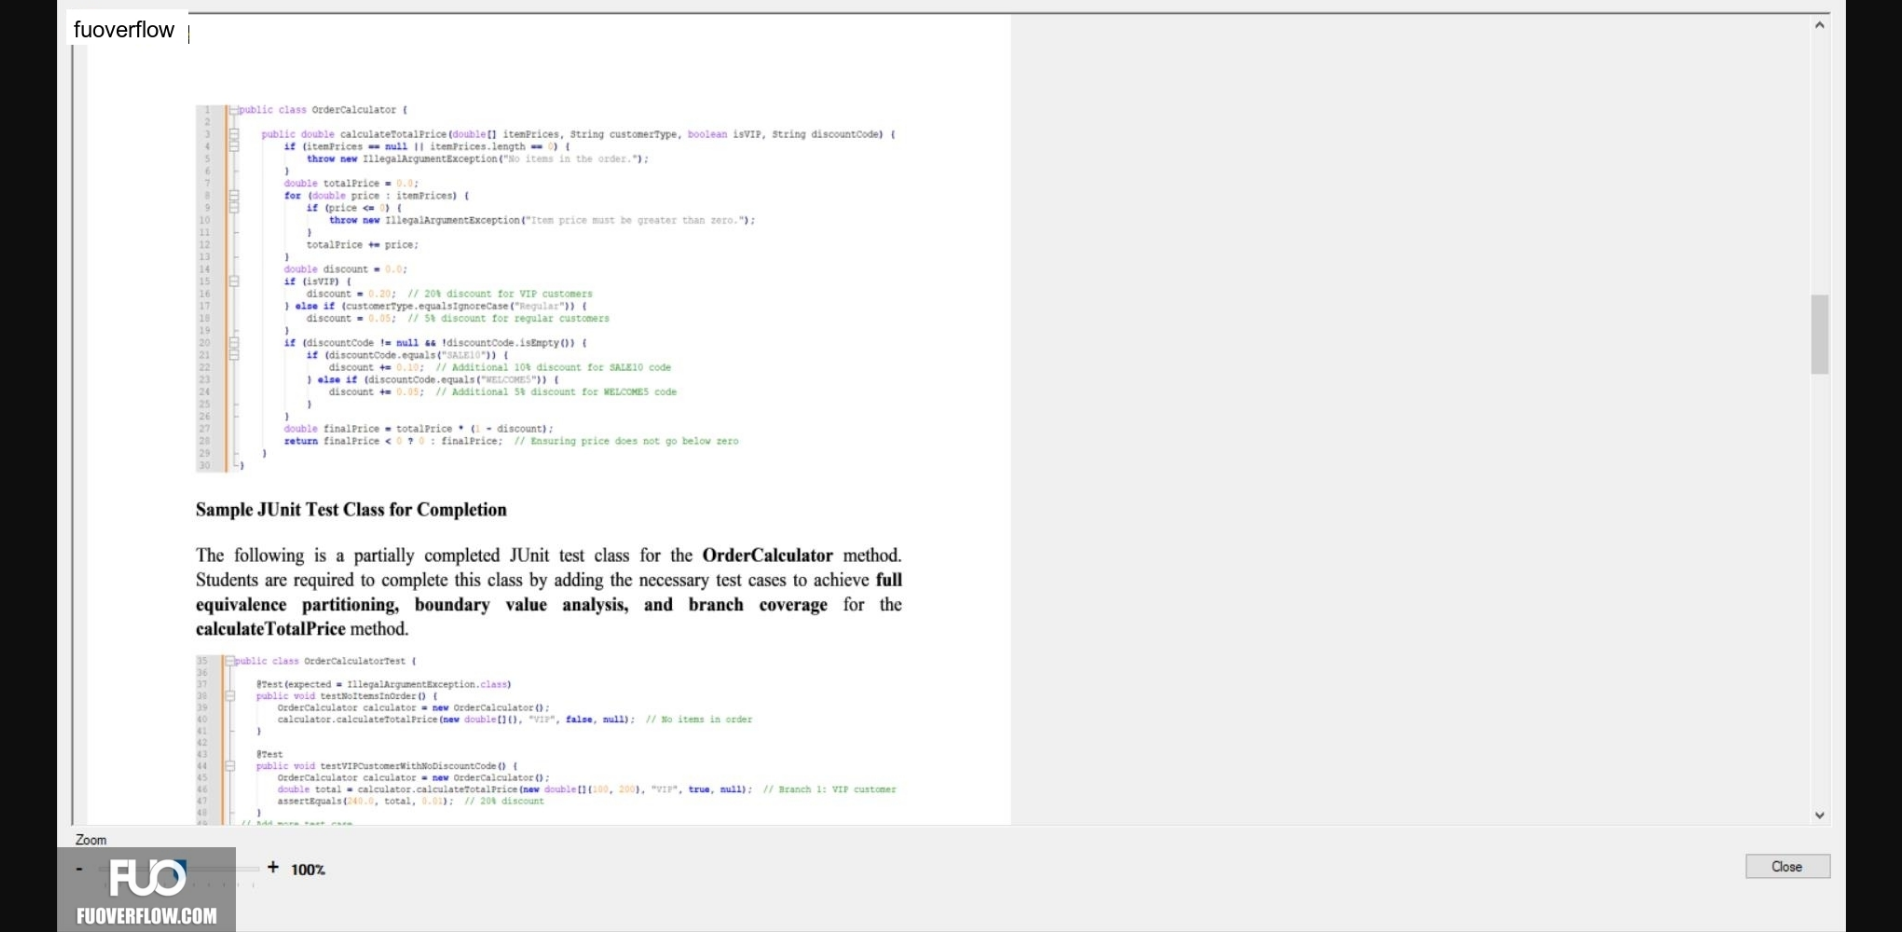 fuoverflow
1 public class OrderCalculator {
2
3 public double calculateTotalPrice(double[] itemPrices, String customerType, boolean isVIP, String discountCode) {
4 if (itemPrices == null || itemPrices.length == 0) {
5 throw new IllegalArgumentException("No items in the order.");
6 }
7 double totalPrice = 0.0;
8 for (double price : itemPrices) {
9 if (price <= 0) {
10 throw new IllegalArgumentException("Item price must be greater than zero.");
11 }
12 totalPrice += price;
13 }
14 double discount = 0.0;
15 if (isVIP) {
16 discount = 0.20; // 20% discount for VIP customers
17 } else if (customerType.equalsIgnoreCase("Regular")) {
18 discount = 0.05; // 5% discount for regular customers
19 }
20 if (discountCode != null && !discountCode.isEmpty()) {
21 if (discountCode.equals("SALE10")) {
22 discount += 0.10; // Additional 10% discount for SALE10 code
23 } else if (discountCode.equals("WELCOME5")) {
24 discount += 0.05; // Additional 5% discount for WELCOME5 code
25 }
26 }
27 double finalPrice = totalPrice * (1 - discount);
28 return finalPrice < 0 ? 0 : finalPrice; // Ensuring price does not go below zero
29 }
30 }
Sample JUnit Test Class for Completion
The following is a partially completed JUnit test class for the OrderCalculator method.
Students are required to complete this class by adding the necessary test cases to achieve full
equivalence partitioning, boundary value analysis, and branch coverage for the
calculateTotalPrice method.
35 public class OrderCalculatorTest {
36
37 @Test(expected = IllegalArgumentException.class)
38 public void testNoItemsInOrder() {
39 OrderCalculator calculator = new OrderCalculator();
40 calculator.calculateTotalPrice(new double[]{}, "VIP", false, null); // No items in order
41 }
42
43 @Test
44 public void testVIPCustomerWithNoDiscountCode() {
45 OrderCalculator calculator = new OrderCalculator();
46 double total = calculator.calculateTotalPrice(new double[]{100, 200}, "VIP", true, null); // Branch 1: VIP customer
47 assertEquals(240.0, total, 0.01); // 20% discount
48 }
49 // Add more test case
Zoom
- + 100%
Close
FUO
FUOVERFLOW.COM